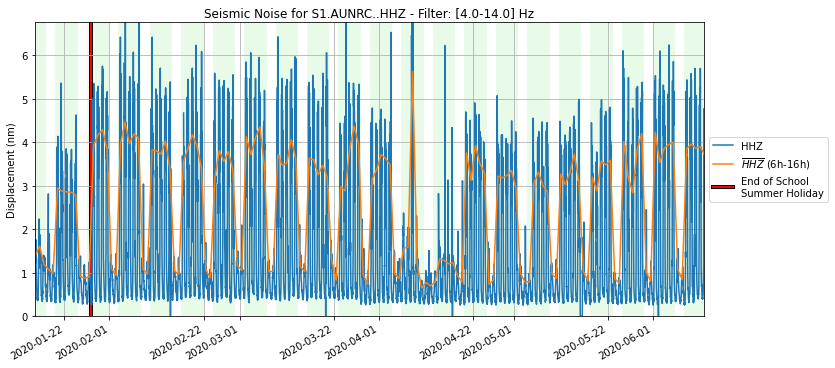 Seismic Noise for S1.AUNRC..HHZ - Filter: [4.0-14.0] Hz
Displacement (nm)
6
5
4
3
2
1
0
2020-01-22
2020-02-01
2020-02-22
2020-03-01
2020-03-22
2020-04-01
2020-04-22
2020-05-01
2020-05-22
2020-06-01
HHZ
HHZ (6h-16h)
End of School
Summer Holiday